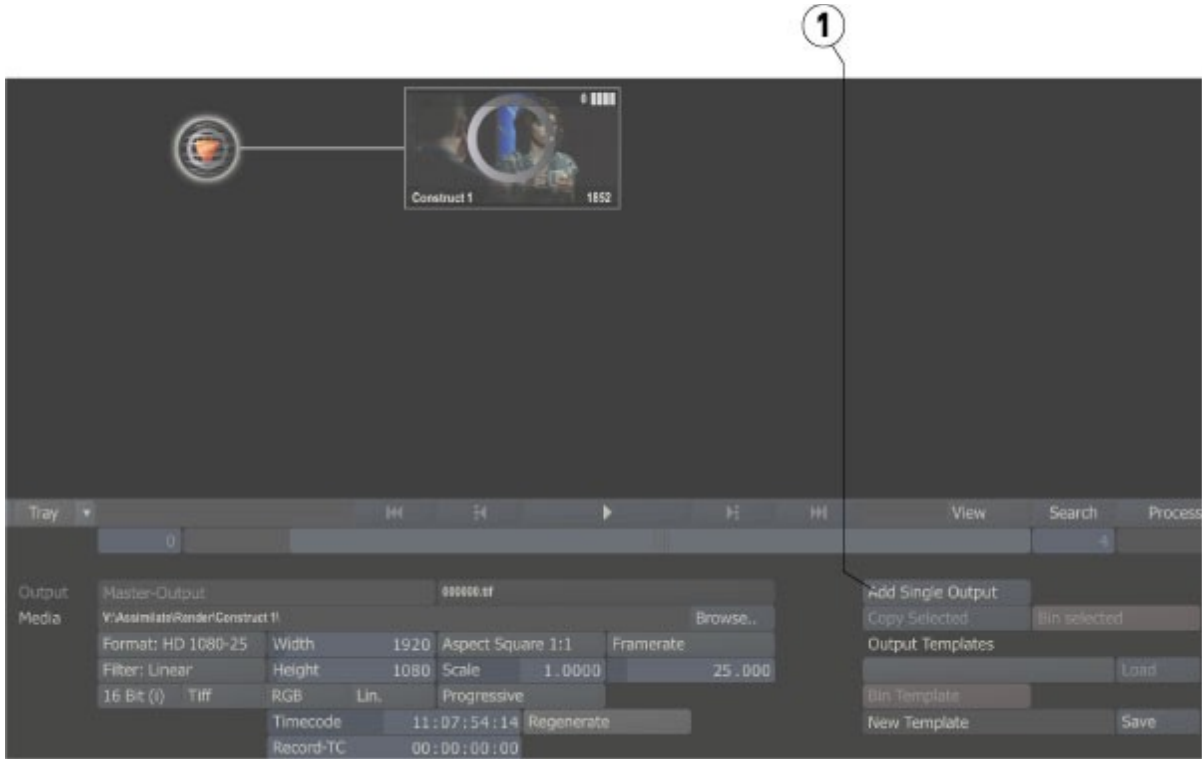 1
0
Construct 1 1852
Tray View Search Process
0 -4
Output Master-Output 000000.tif Add Single Output
Media V:\Assimilate\Render\Construct 1\ Browse.. Copy Selected Bin selected
Format: HD 1080-25 Width 1920 Aspect Square 1:1 Framerate Output Templates
Filter: Linear Height 1080 Scale 1.0000 25.000 Load
16 Bit (i) Tiff RGB Lin. Progressive Bin Template
Timecode 11:07:54:14 Regenerate New Template Save
Record-TC 00:00:00:00